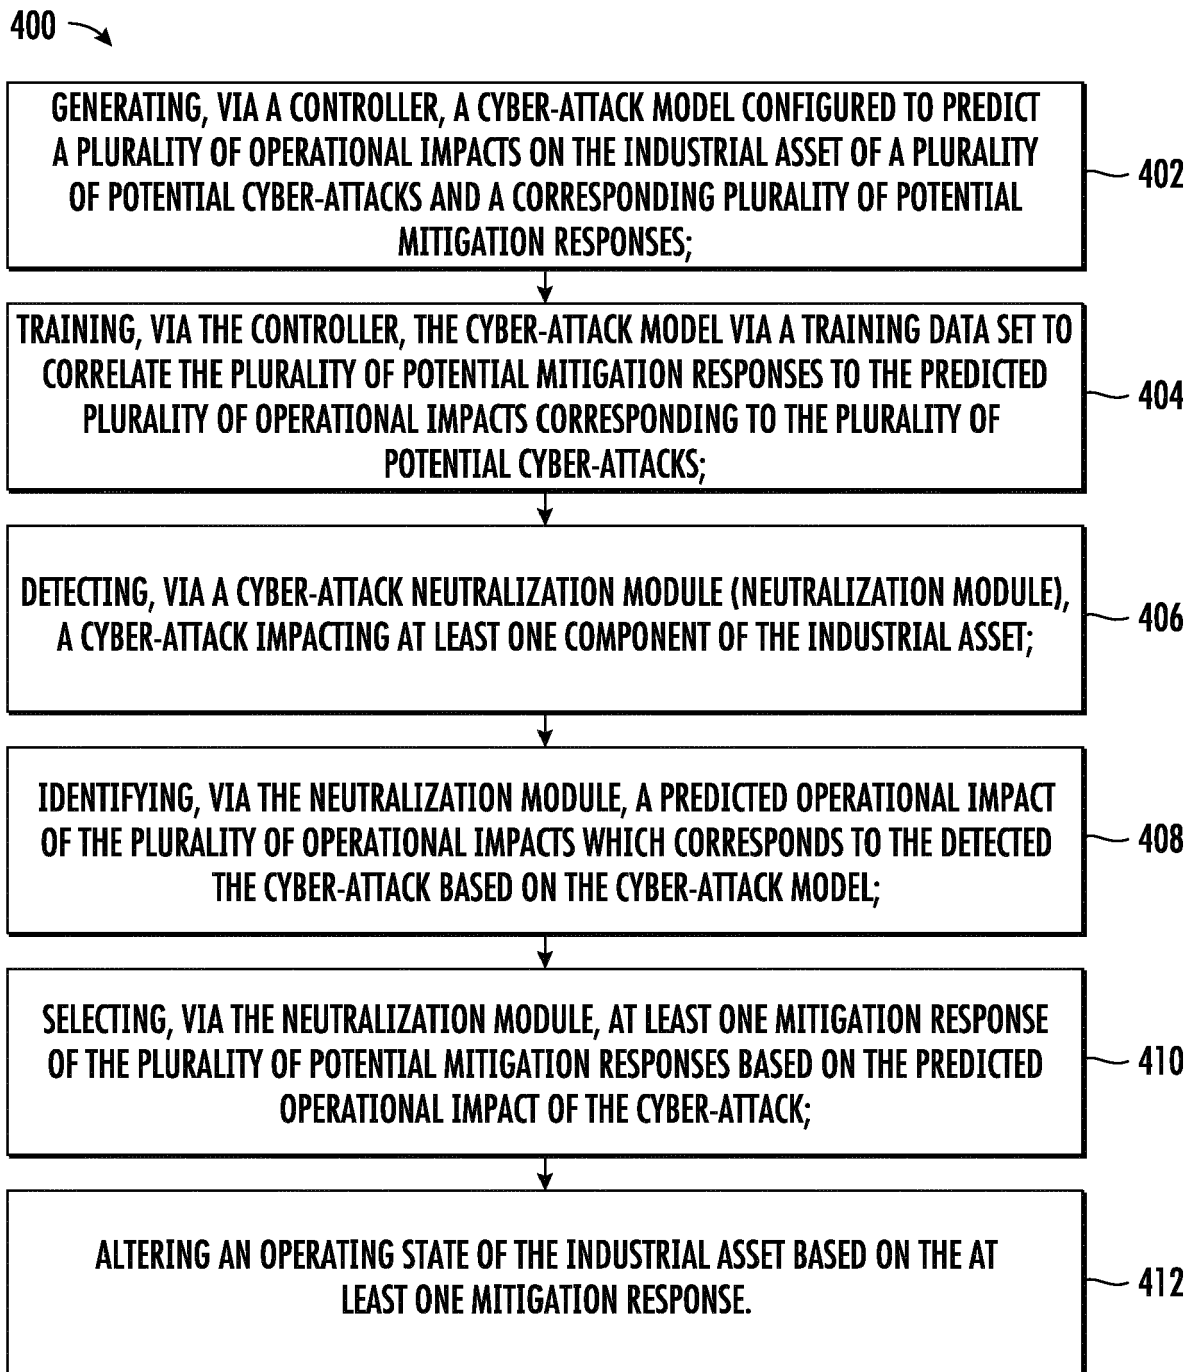 400
GENERATING, VIA A CONTROLLER, A CYBER-ATTACK MODEL CONFIGURED TO PREDICT
A PLURALITY OF OPERATIONAL IMPACTS ON THE INDUSTRIAL ASSET OF A PLURALITY
OF POTENTIAL CYBER-ATTACKS AND A CORRESPONDING PLURALITY OF POTENTIAL
MITIGATION RESPONSES;
402
TRAINING, VIA THE CONTROLLER, THE CYBER-ATTACK MODEL VIA A TRAINING DATA SET TO
CORRELATE THE PLURALITY OF POTENTIAL MITIGATION RESPONSES TO THE PREDICTED
PLURALITY OF OPERATIONAL IMPACTS CORRESPONDING TO THE PLURALITY OF
POTENTIAL CYBER-ATTACKS;
404
DETECTING, VIA A CYBER-ATTACK NEUTRALIZATION MODULE (NEUTRALIZATION MODULE),
A CYBER-ATTACK IMPACTING AT LEAST ONE COMPONENT OF THE INDUSTRIAL ASSET;
406
IDENTIFYING, VIA THE NEUTRALIZATION MODULE, A PREDICTED OPERATIONAL IMPACT
OF THE PLURALITY OF OPERATIONAL IMPACTS WHICH CORRESPONDS TO THE DETECTED
THE CYBER-ATTACK BASED ON THE CYBER-ATTACK MODEL;
408
SELECTING, VIA THE NEUTRALIZATION MODULE, AT LEAST ONE MITIGATION RESPONSE
OF THE PLURALITY OF POTENTIAL MITIGATION RESPONSES BASED ON THE PREDICTED
OPERATIONAL IMPACT OF THE CYBER-ATTACK;
410
ALTERING AN OPERATING STATE OF THE INDUSTRIAL ASSET BASED ON THE AT
LEAST ONE MITIGATION RESPONSE.
412